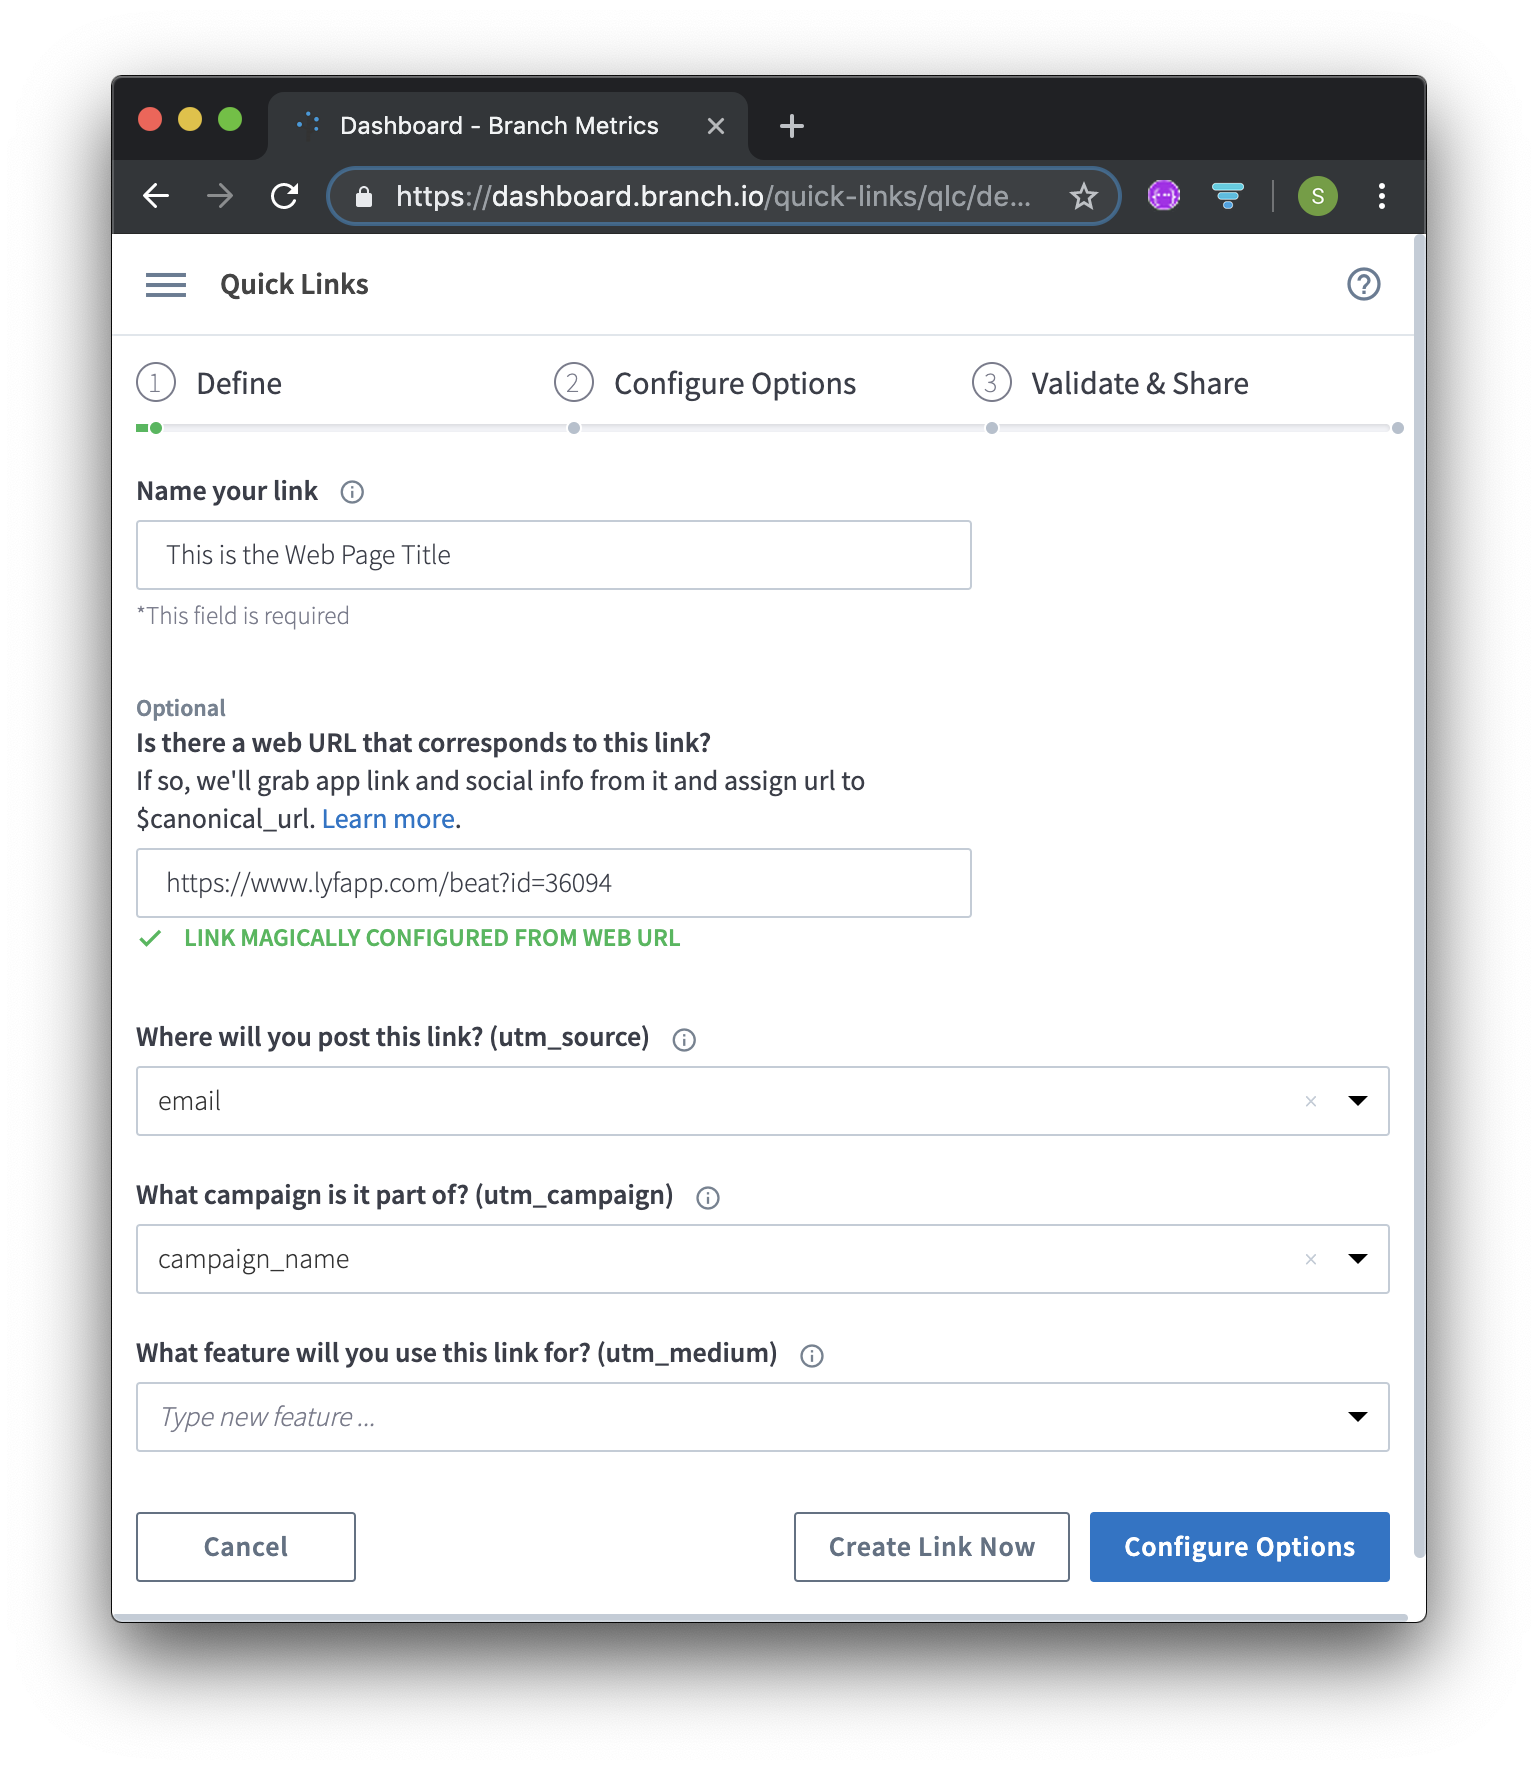 Dashboard - Branch Metrics
https://dashboard.branch.io/quick-links/qlc/de...
S
Quick Links
1 Define
2 Configure Options
3 Validate & Share
Name your link
This is the Web Page Title
*This field is required
Optional
Is there a web URL that corresponds to this link?
If so, we'll grab app link and social info from it and assign url to
$canonical_url. Learn more.
https://www.lyfapp.com/beat?id=36094
LINK MAGICALLY CONFIGURED FROM WEB URL
Where will you post this link? (utm_source)
email
What campaign is it part of? (utm_campaign)
campaign_name
What feature will you use this link for? (utm_medium)
Type new feature ...
Cancel
Create Link Now
Configure Options